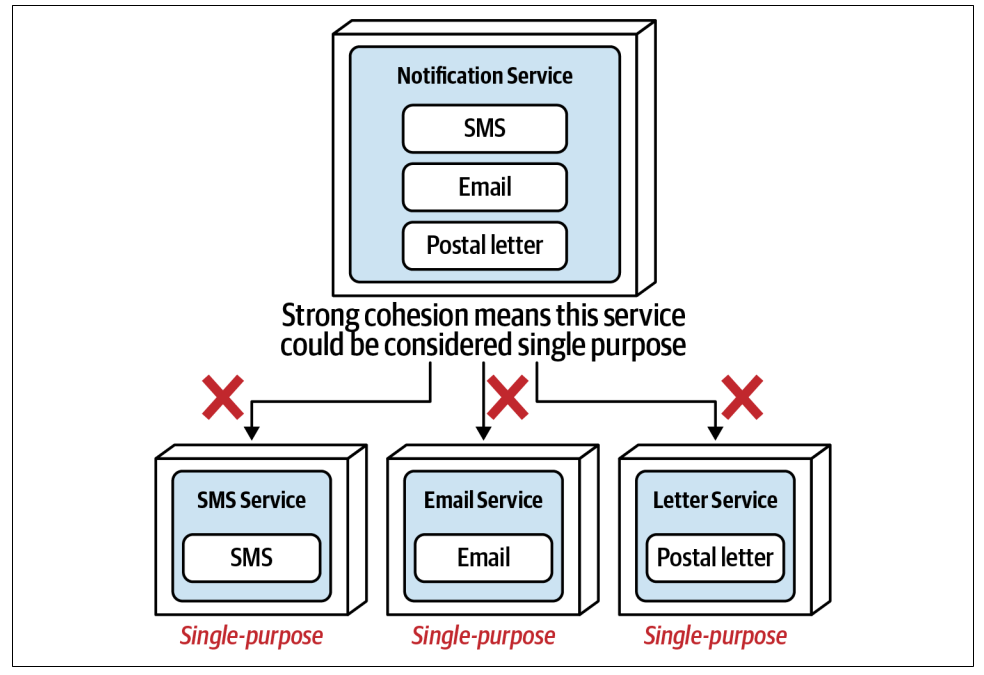 Notification Service
SMS
Email
Postal letter
Strong cohesion means this service
could be considered single purpose
SMS Service
SMS
Single-purpose
Email Service
Email
Single-purpose
Letter Service
Postal letter
Single-purpose